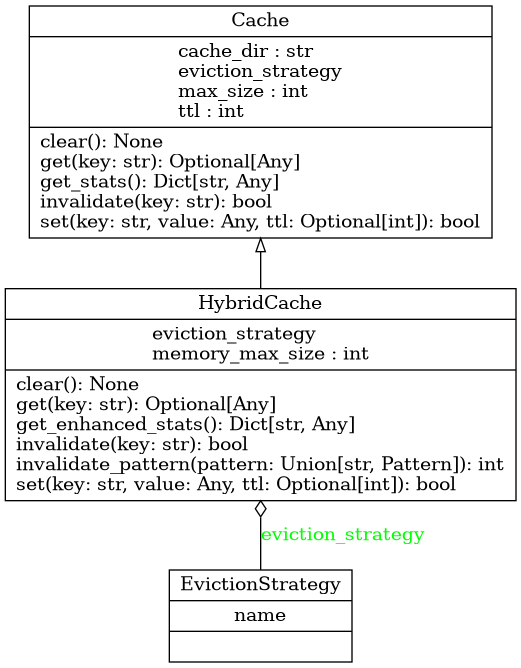 Cache
cache_dir : str
eviction_strategy
max_size : int
ttl : int
clear(): None
get(key: str): Optional[Any]
get_stats(): Dict[str, Any]
invalidate(key: str): bool
set(key: str, value: Any, ttl: Optional[int]): bool
HybridCache
eviction_strategy
memory_max_size : int
clear(): None
get(key: str): Optional[Any]
get_enhanced_stats(): Dict[str, Any]
invalidate(key: str): bool
invalidate_pattern(pattern: Union[str, Pattern]): int
set(key: str, value: Any, ttl: Optional[int]): bool
eviction_strategy
EvictionStrategy
name